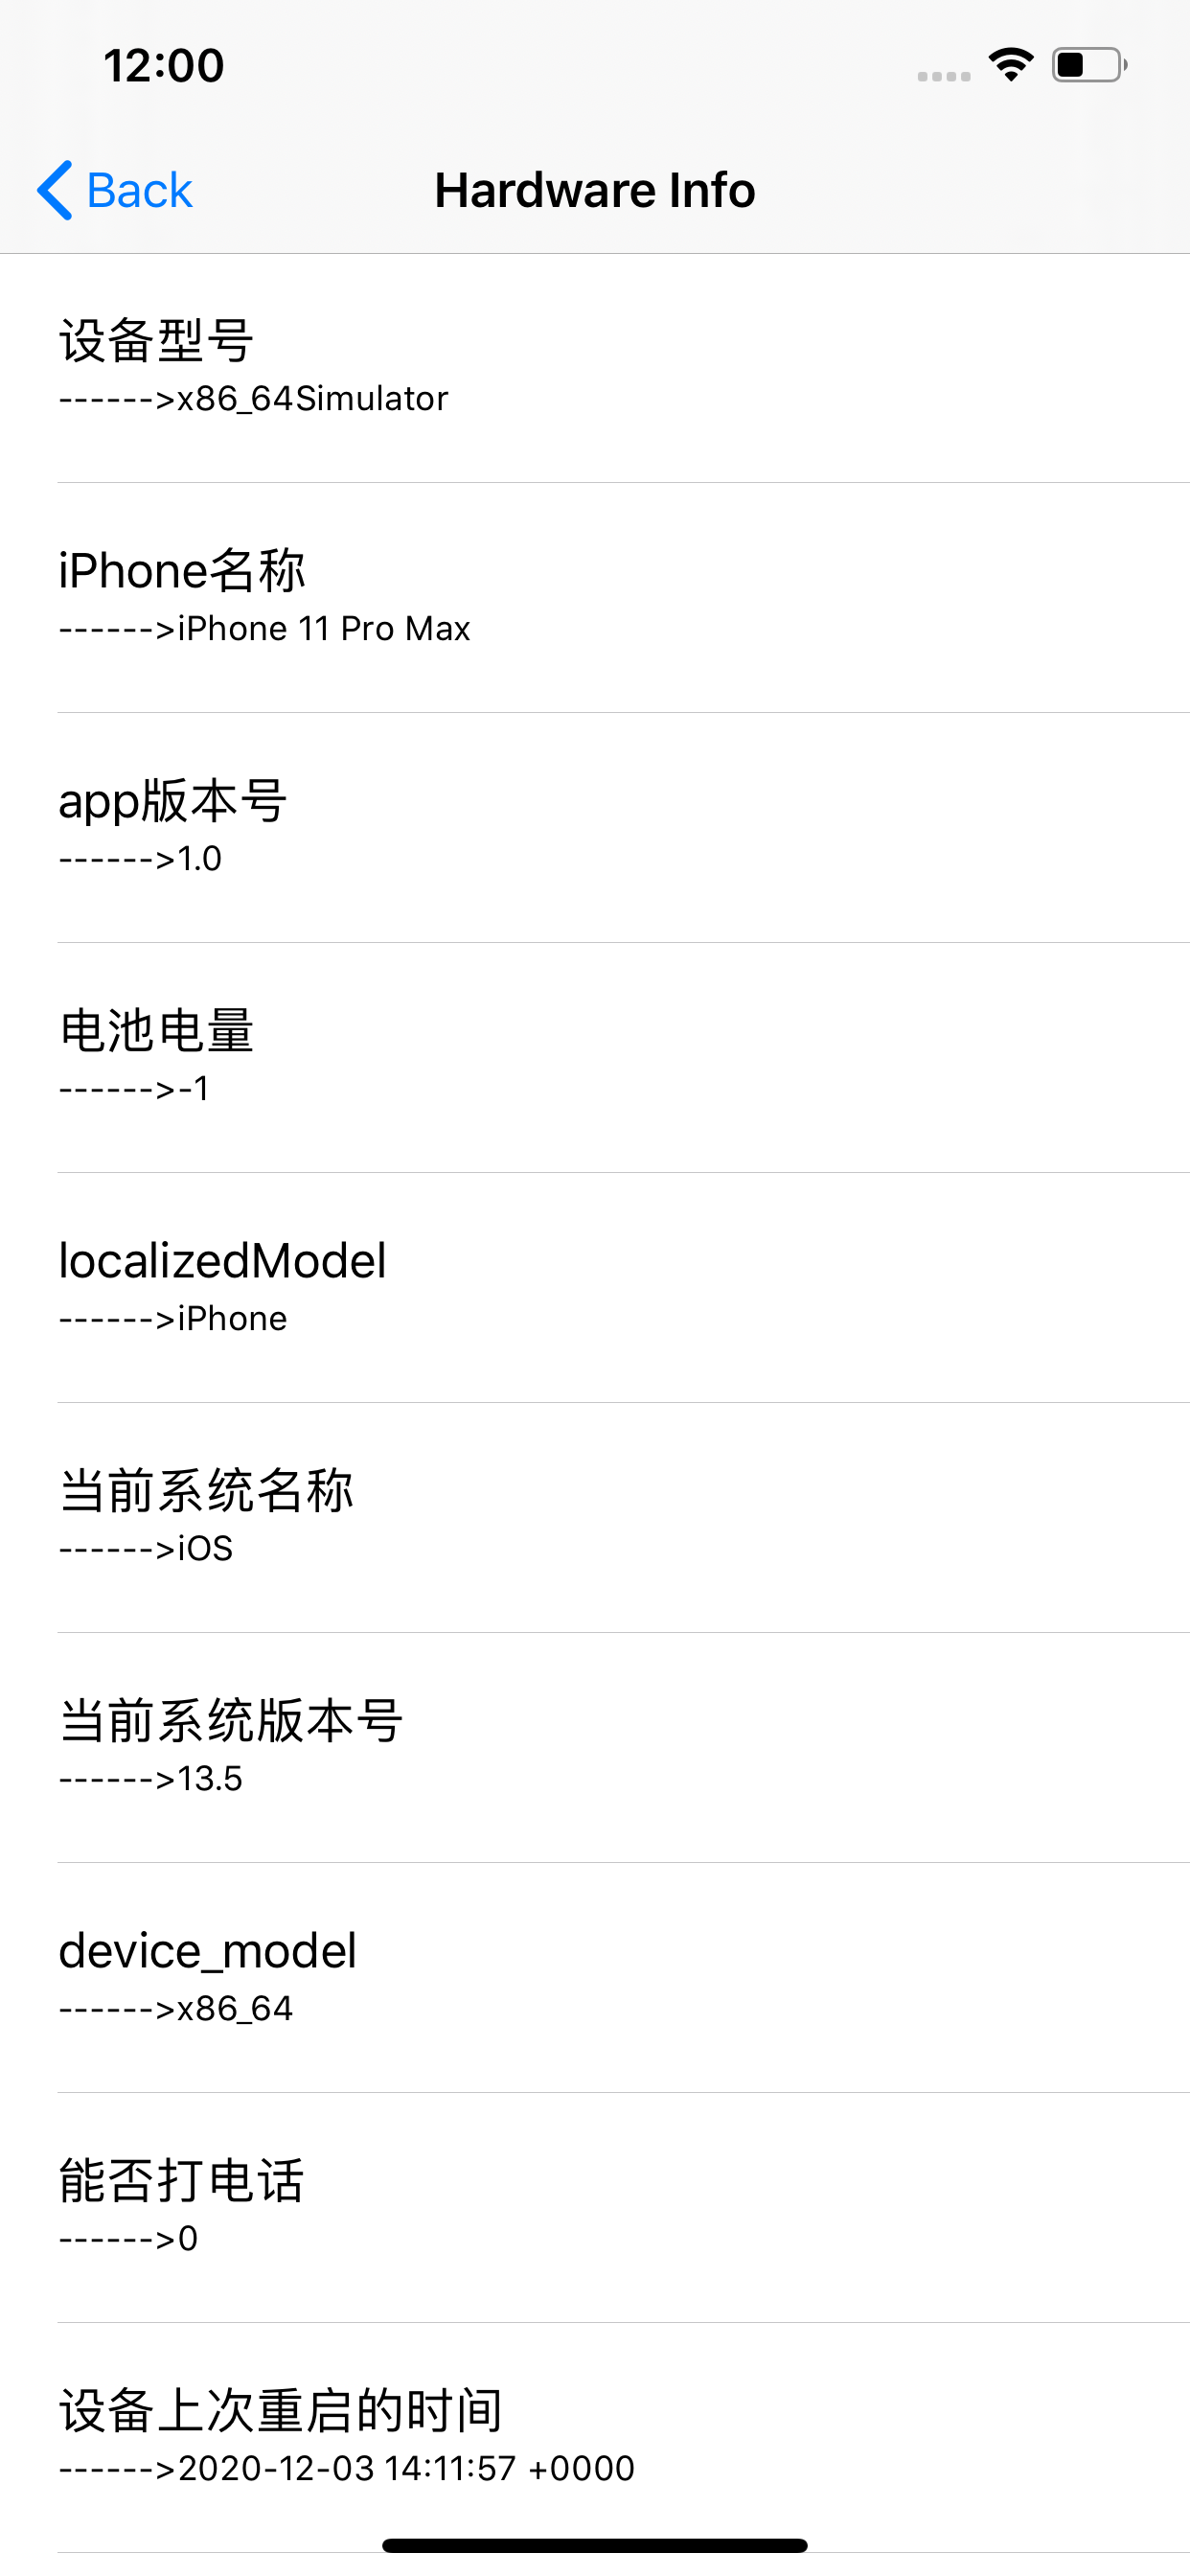 12:00
Back
Hardware Info
设备型号
------>x86_64Simulator
iPhone名称
------>iPhone 11 Pro Max
app版本号
------>1.0
电池电量
------>-1
localizedModel
------>iPhone
当前系统名称
------>iOS
当前系统版本号
------>13.5
device_model
------>x86_64
能否打电话
------>0
设备上次重启的时间
------>2020-12-03 14:11:57 +0000